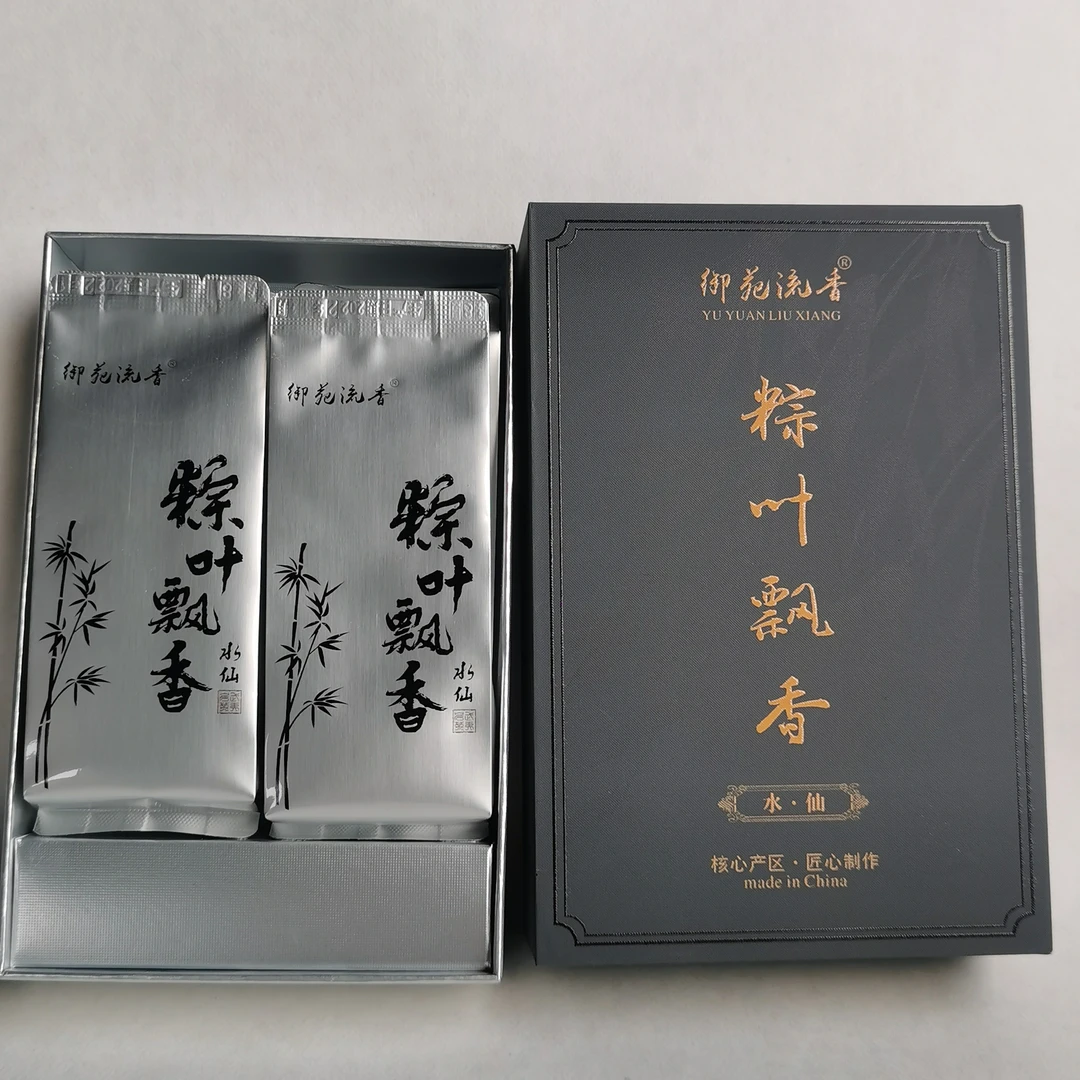 御苑流香®
粽叶飘香
水仙
御苑流香®
粽叶飘香
水仙
御苑流香®
YU YUAN LIU XIANG
粽叶飘香
水·仙
核心产区·匠心制作
made in China